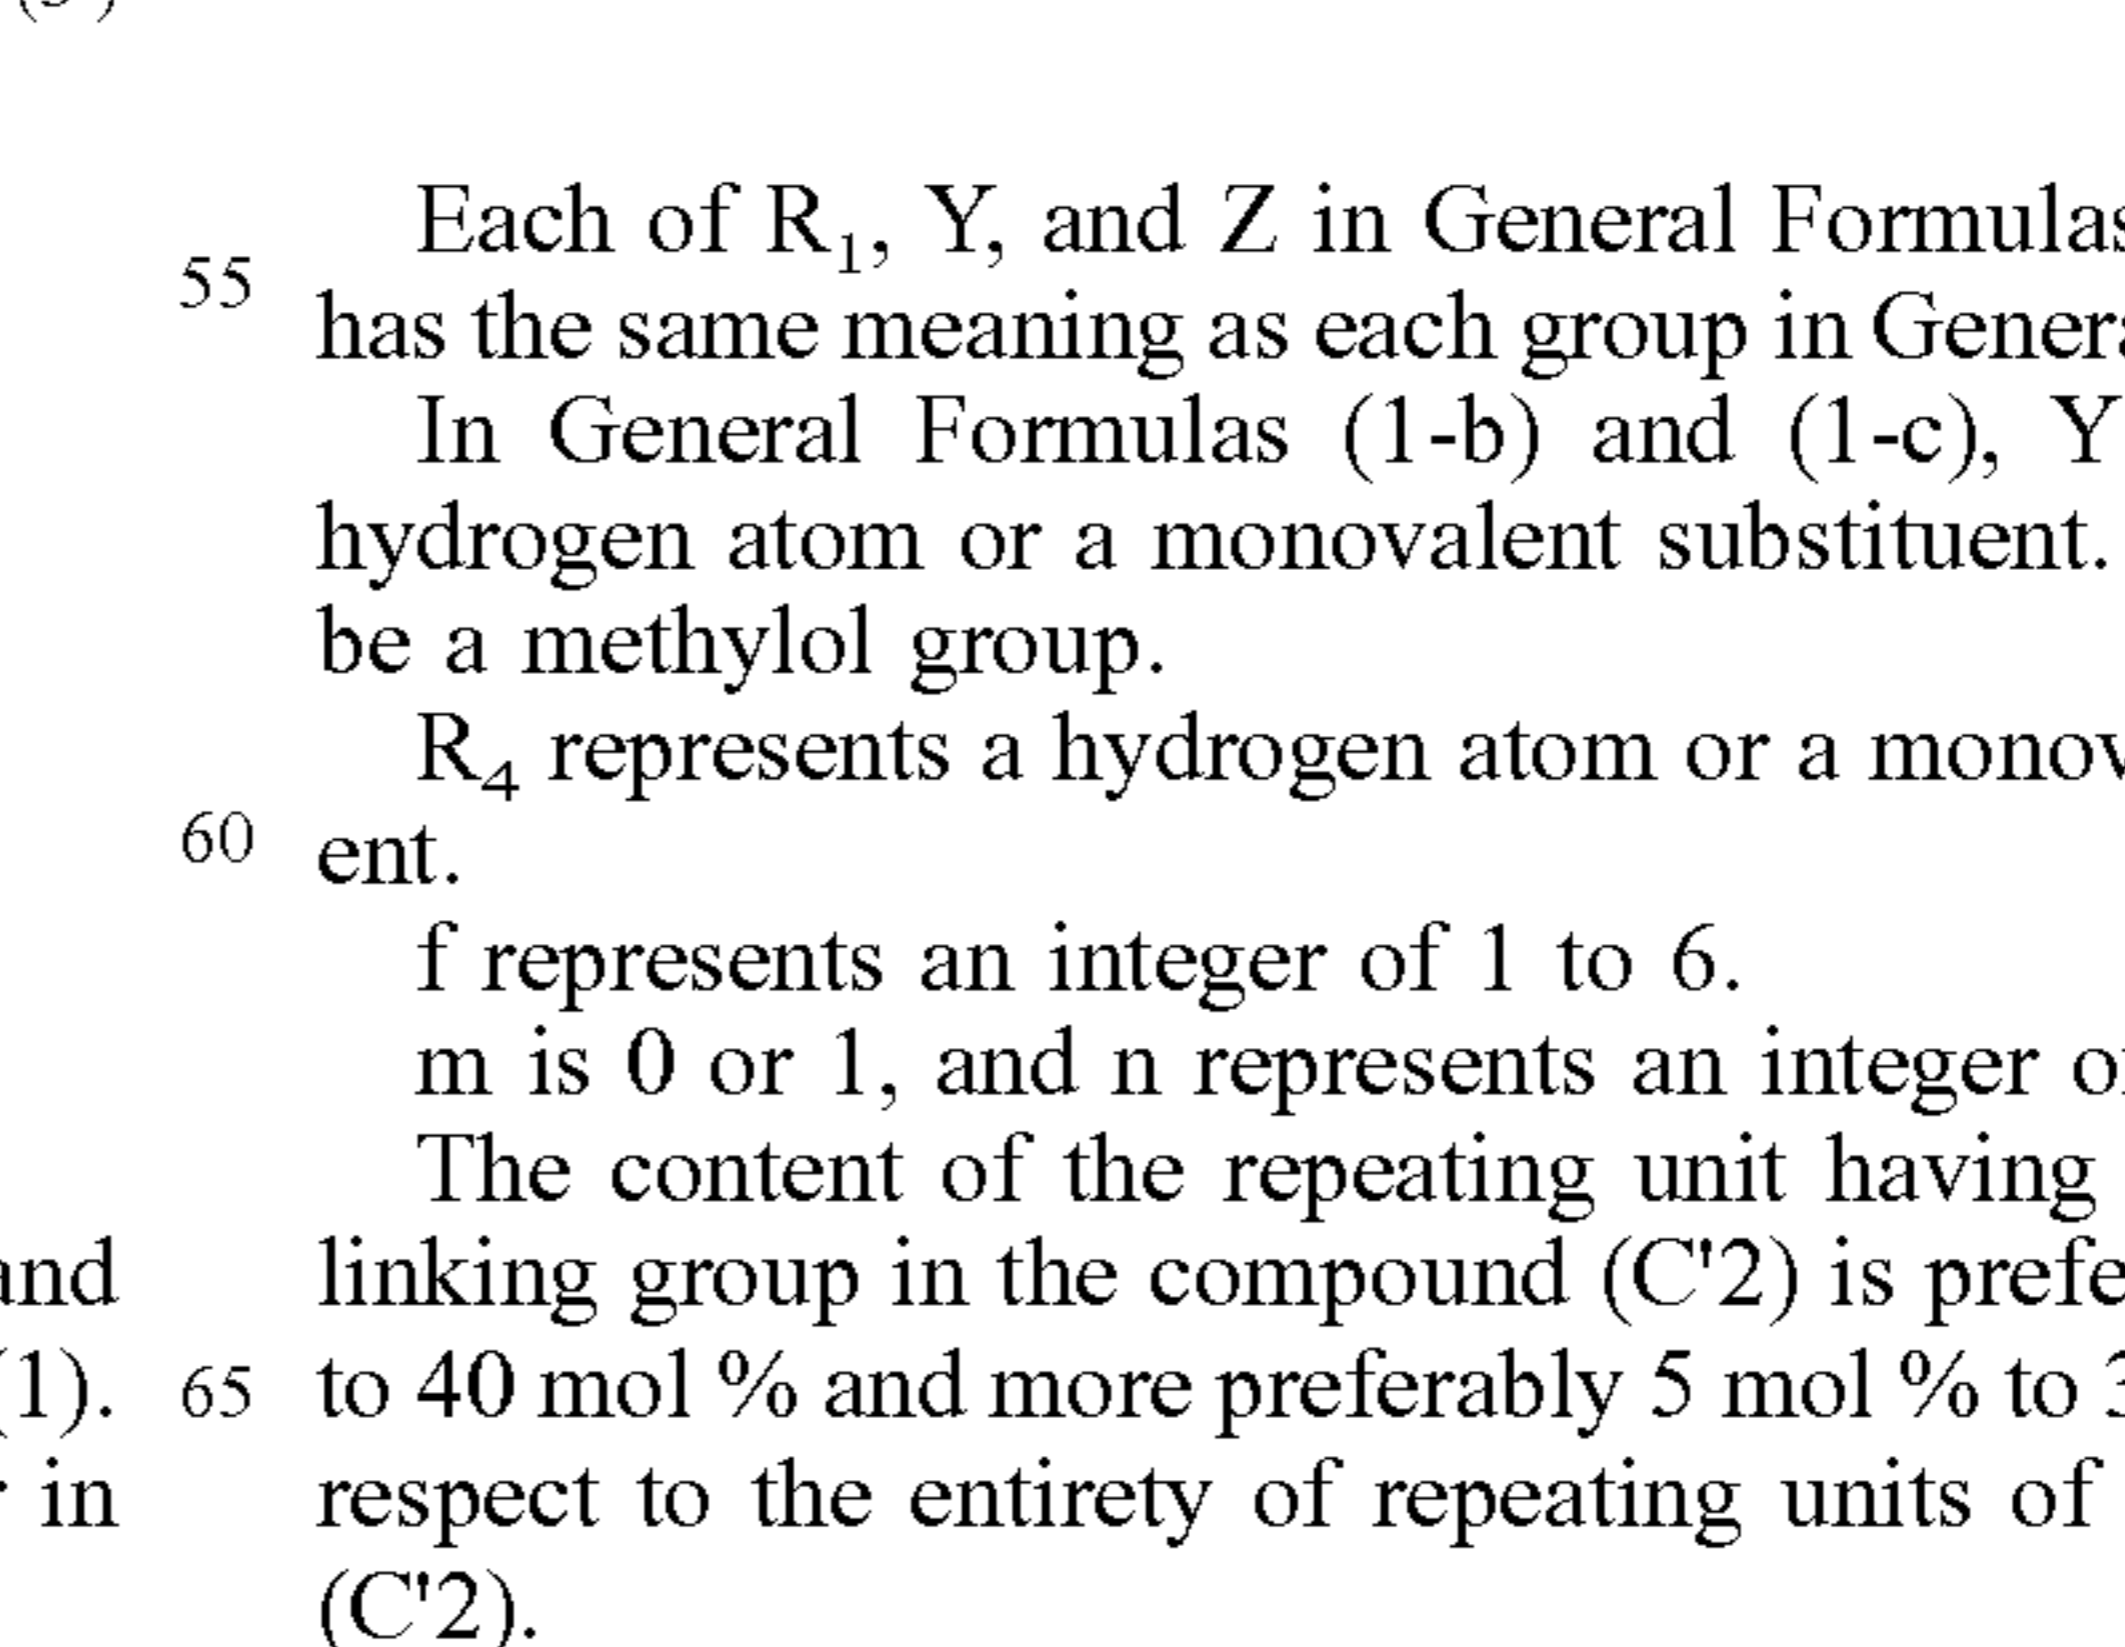 Each of R₁, Y, and Z in General Formulas
55
has the same meaning as each group in
In General Formulas (1-b) and (1-c), Y
hydrogen atom or a monovalent substituent.
be a methylol group.
R₄ represents a hydrogen atom or a
60
ent.
f represents an integer of 1 to 6.
m is 0 or 1, and n represents an integer
The content of the repeating unit having
and
linking group in the compound (C'2) is
(1).
65
to 40 mol % and more preferably 5 mol % to
in
respect to the entirety of repeating units of
(C'2).